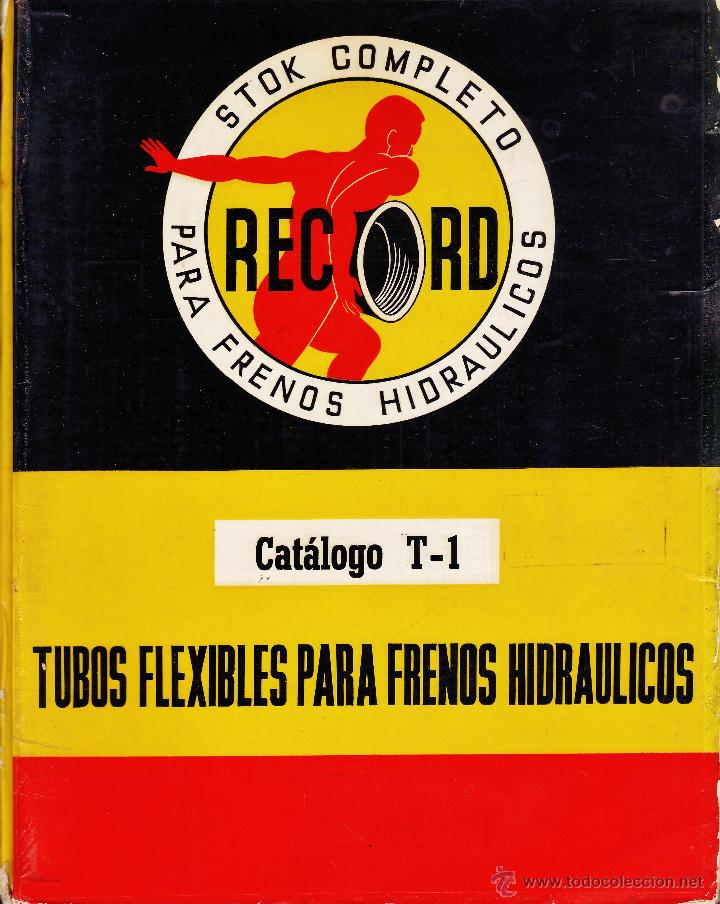 STOK COMPLETO
RECORD
PARA FRENOS HIDRAULICOS
Catálogo T-1
TUBOS FLEXIBLES PARA FRENOS HIDRAULICOS
© www.todocoleccion.net